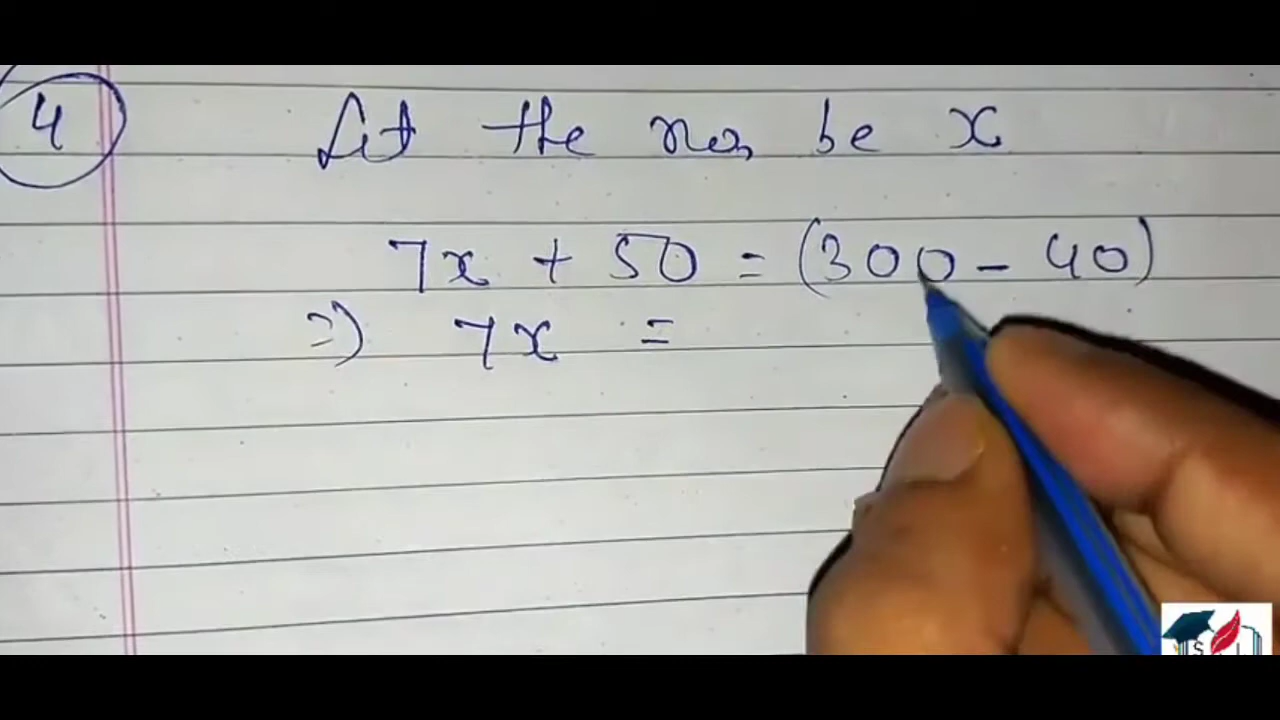 4 Let the no. be x
7x + 50 = (300 - 40)
=> 7x =
S L